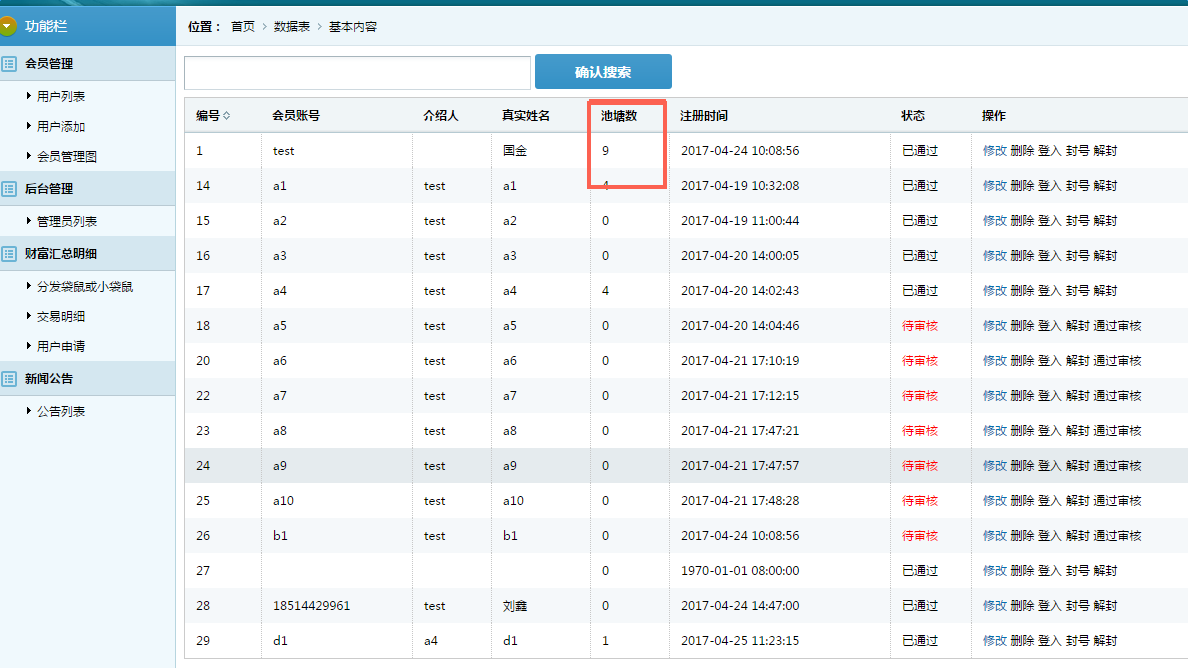 功能栏
会员管理
用户列表
用户添加
会员管理图
后台管理
管理员列表
财富汇总明细
分发袋鼠或小袋鼠
交易明细
用户申请
新闻公告
公告列表
位置： 首页 > 数据表 > 基本内容
确认搜索
编号 会员账号 介绍人 真实姓名 池塘数 注册时间 状态 操作
1 test 国金 9 2017-04-24 10:08:56 已通过 修改 删除 登入 封号 解封
14 a1 test a1 4 2017-04-19 10:32:08 已通过 修改 删除 登入 封号 解封
15 a2 test a2 0 2017-04-19 11:00:44 已通过 修改 删除 登入 封号 解封
16 a3 test a3 0 2017-04-20 14:00:05 已通过 修改 删除 登入 封号 解封
17 a4 test a4 4 2017-04-20 14:02:43 已通过 修改 删除 登入 封号 解封
18 a5 test a5 0 2017-04-20 14:04:46 待审核 修改 删除 登入 解封 通过审核
20 a6 test a6 0 2017-04-21 17:10:19 待审核 修改 删除 登入 解封 通过审核
22 a7 test a7 0 2017-04-21 17:12:15 待审核 修改 删除 登入 解封 通过审核
23 a8 test a8 0 2017-04-21 17:47:21 待审核 修改 删除 登入 解封 通过审核
24 a9 test a9 0 2017-04-21 17:47:57 待审核 修改 删除 登入 解封 通过审核
25 a10 test a10 0 2017-04-21 17:48:28 待审核 修改 删除 登入 解封 通过审核
26 b1 test b1 0 2017-04-24 10:08:56 待审核 修改 删除 登入 解封 通过审核
27 0 1970-01-01 08:00:00 已通过 修改 删除 登入 封号 解封
28 18514429961 test 刘鑫 0 2017-04-24 14:47:00 已通过 修改 删除 登入 封号 解封
29 d1 a4 d1 1 2017-04-25 11:23:15 已通过 修改 删除 登入 封号 解封